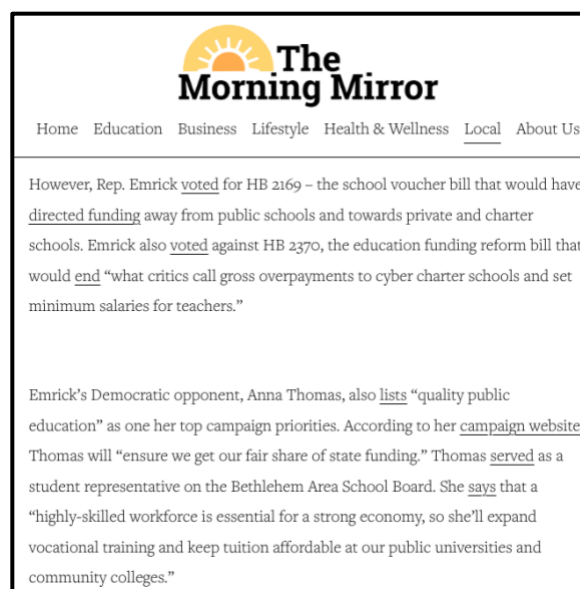 The
Morning Mirror
Home Education Business Lifestyle Health & Wellness Local About Us
However, Rep. Emrick voted for HB 2169 – the school voucher bill that would have
directed funding away from public schools and towards private and charter
schools. Emrick also voted against HB 2370, the education funding reform bill that
would end “what critics call gross overpayments to cyber charter schools and set
minimum salaries for teachers.”
Emrick’s Democratic opponent, Anna Thomas, also lists “quality public
education” as one her top campaign priorities. According to her campaign website
Thomas will “ensure we get our fair share of state funding.” Thomas served as a
student representative on the Bethlehem Area School Board. She says that a
“highly-skilled workforce is essential for a strong economy, so she’ll expand
vocational training and keep tuition affordable at our public universities and
community colleges.”